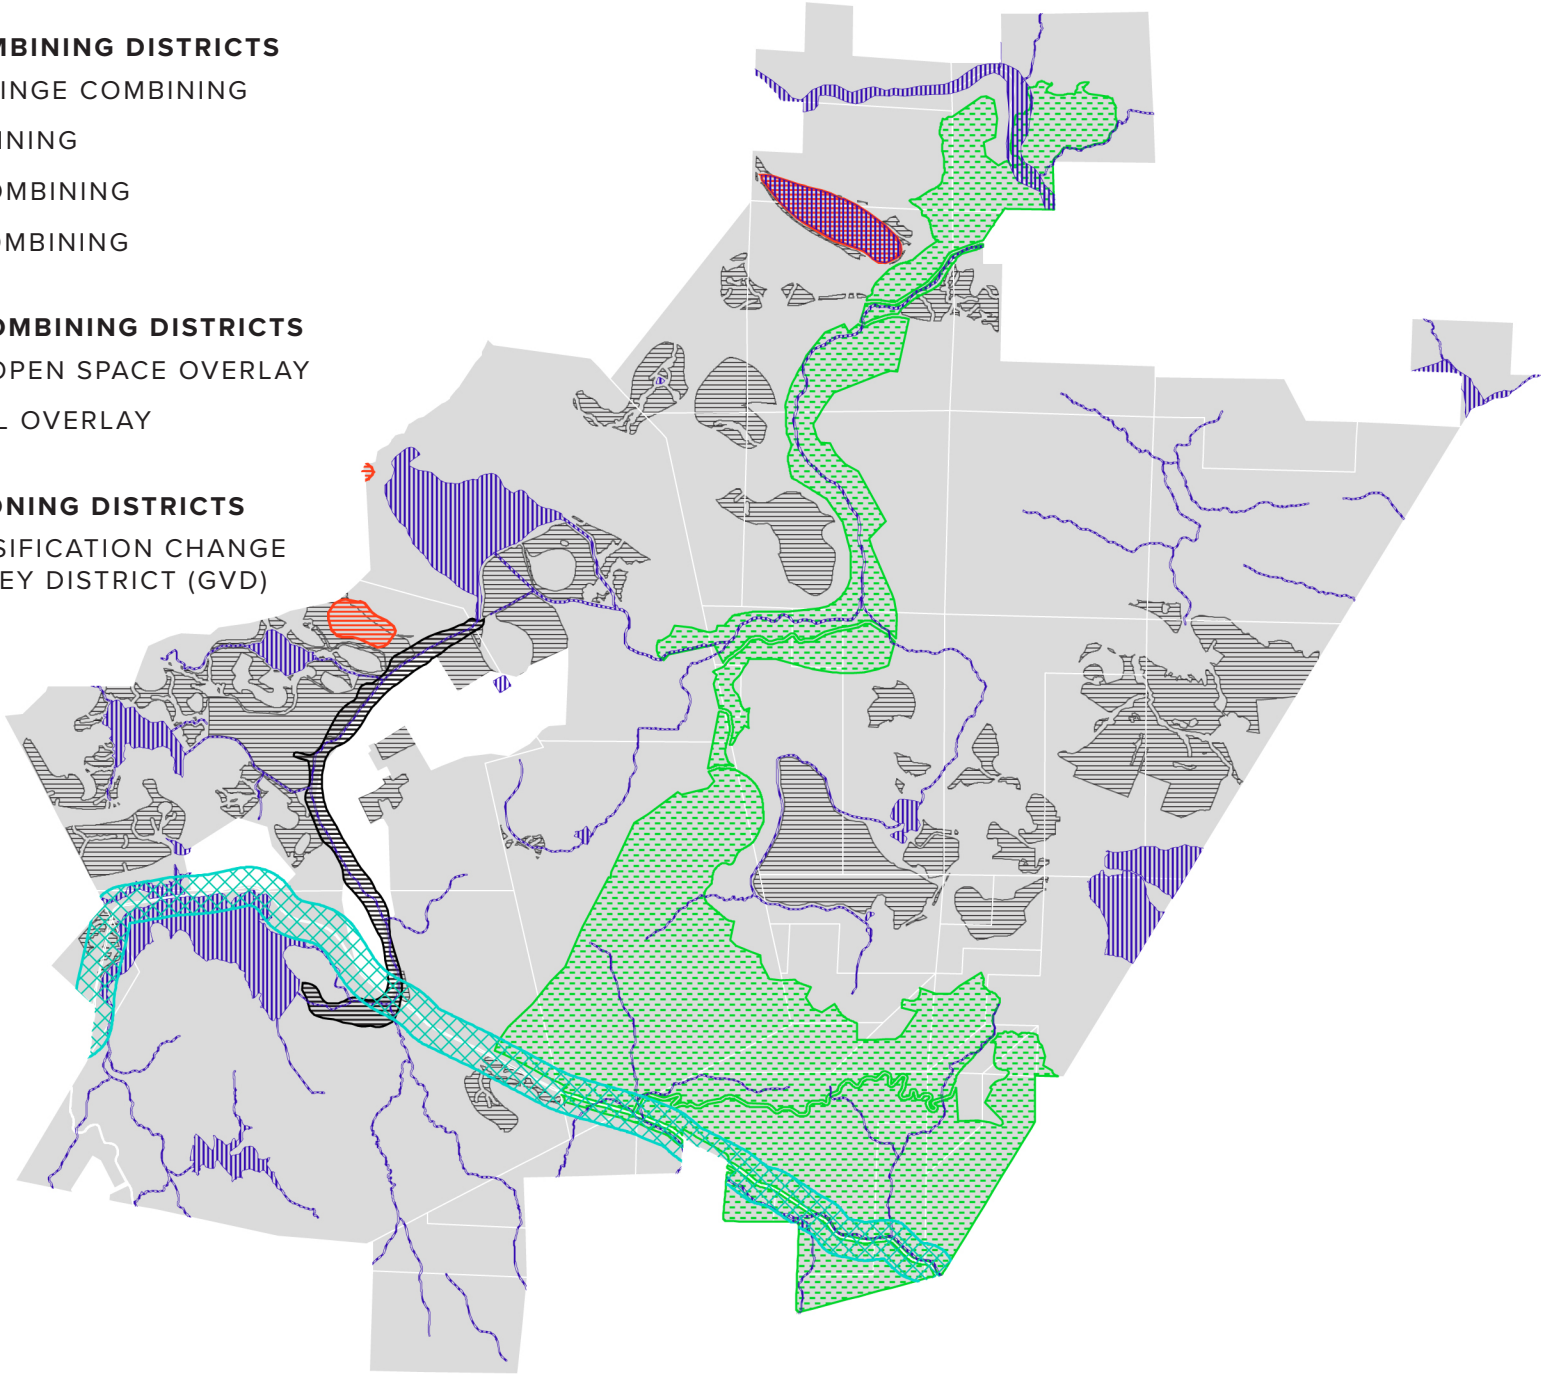 MBINING DISTRICTS
INGE COMBINING
NING
OMBINING
OMBINING
OMBINING DISTRICTS
OPEN SPACE OVERLAY
L OVERLAY
ONING DISTRICTS
SIFICATION CHANGE
EY DISTRICT (GVD)